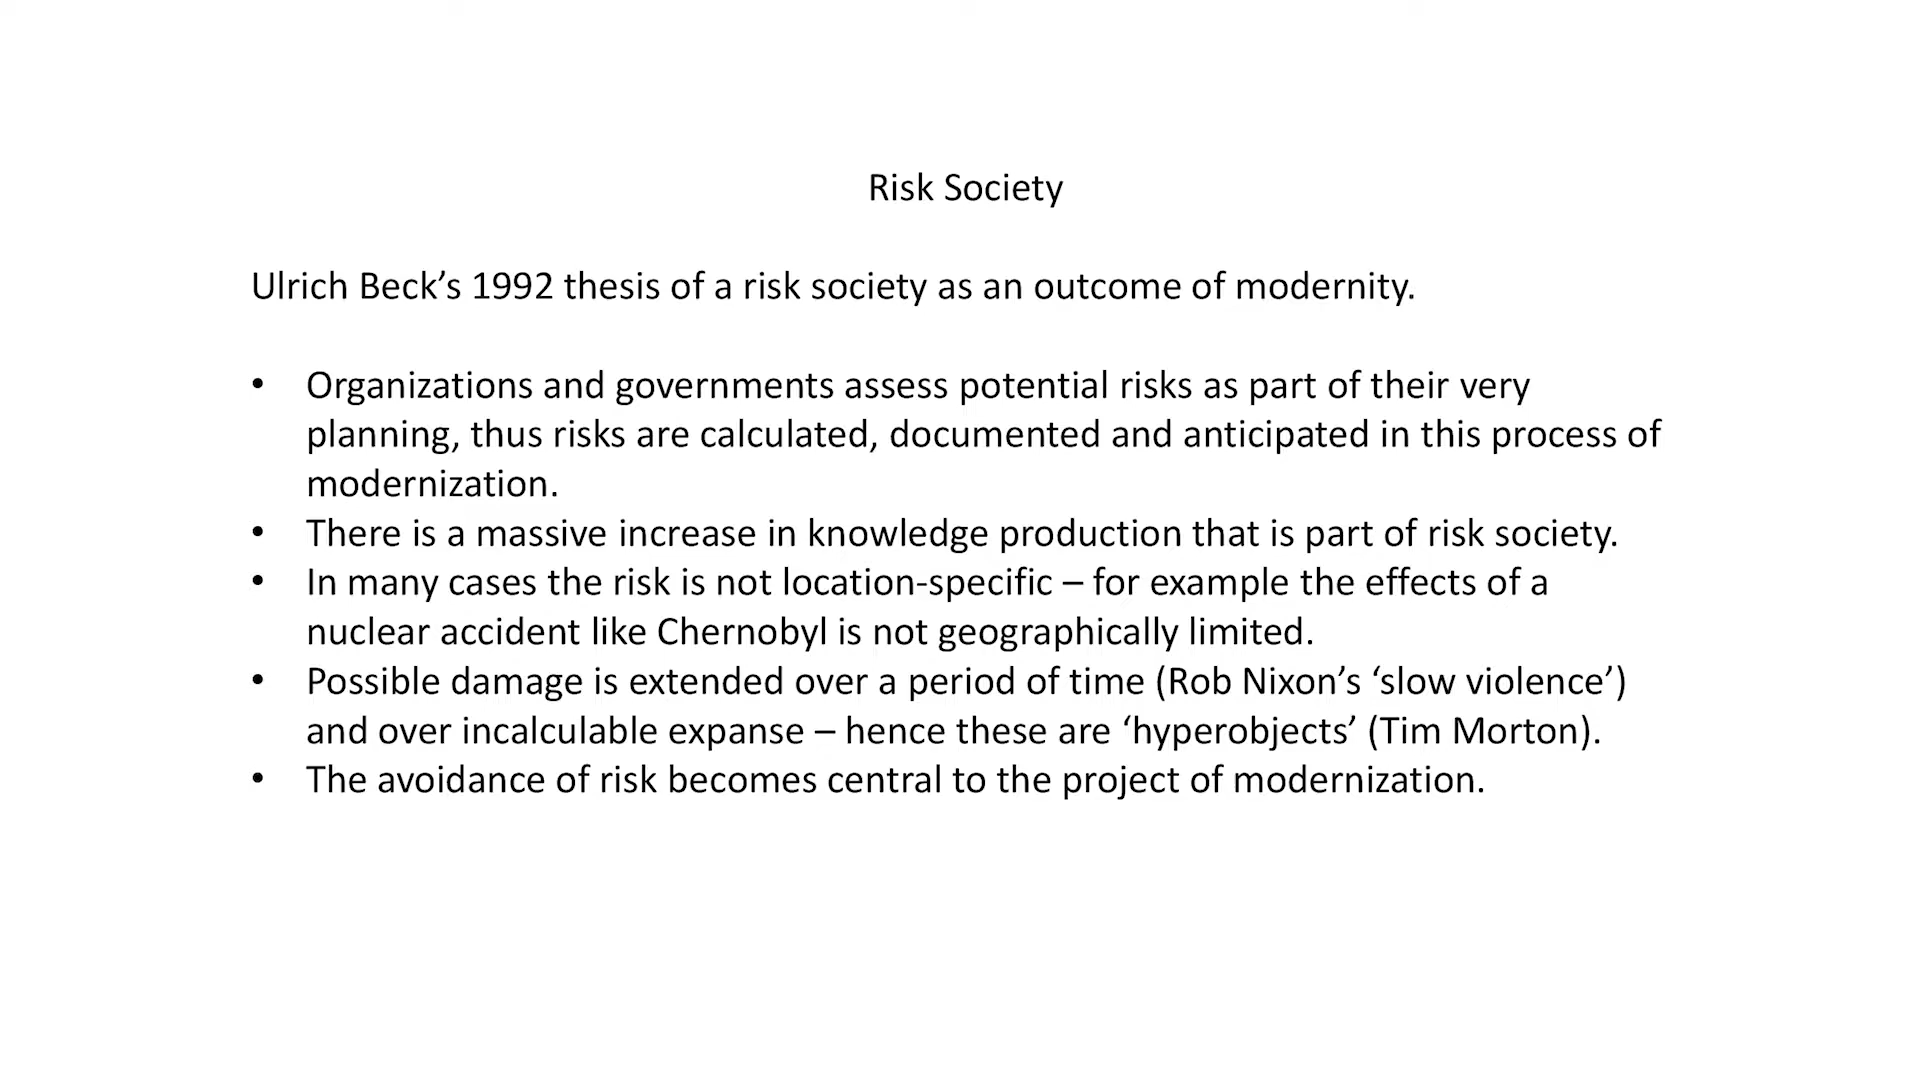 Risk Society
Ulrich Beck’s 1992 thesis of a risk society as an outcome of modernity.
• Organizations and governments assess potential risks as part of their very
planning, thus risks are calculated, documented and anticipated in this process of
modernization.
• There is a massive increase in knowledge production that is part of risk society.
• In many cases the risk is not location-specific – for example the effects of a
nuclear accident like Chernobyl is not geographically limited.
• Possible damage is extended over a period of time (Rob Nixon’s ‘slow violence’)
and over incalculable expanse – hence these are ‘hyperobjects’ (Tim Morton).
• The avoidance of risk becomes central to the project of modernization.